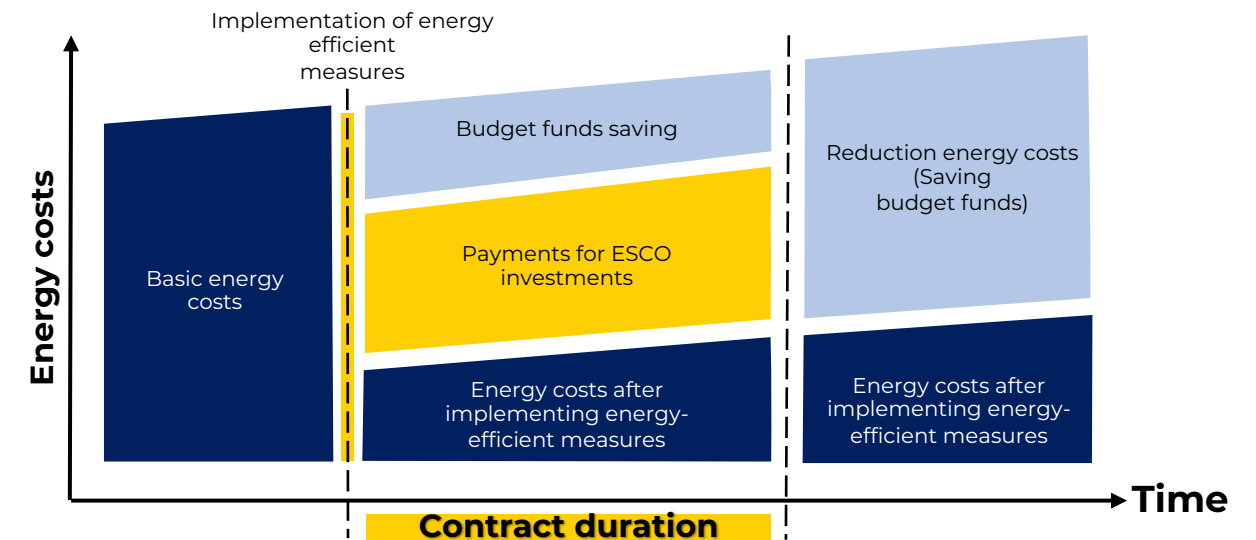 Implementation of energy
efficient
measures
Energy costs
Basic energy
costs
Budget funds saving
Payments for ESCO
investments
Energy costs after
implementing energy-
efficient measures
Reduction energy costs
(Saving
budget funds)
Energy costs after
implementing energy-
efficient measures
Time
Contract duration